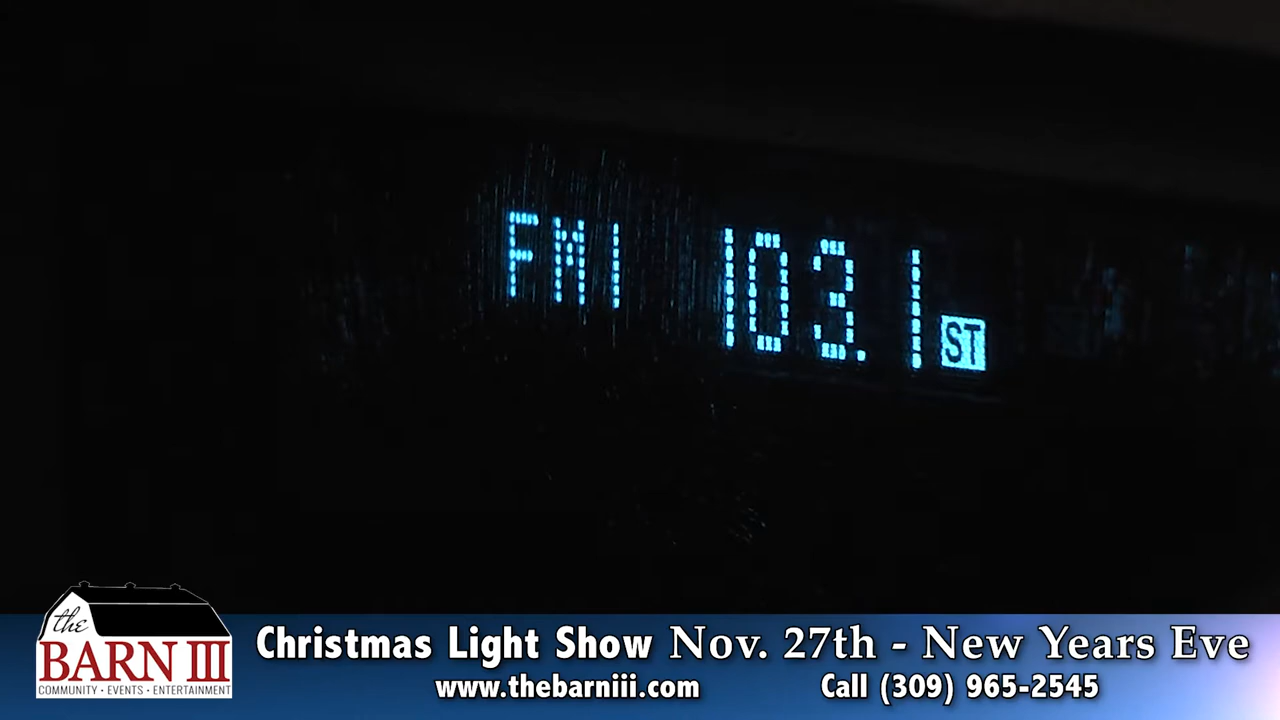 FM1 103.1 ST
the
BARN III
COMMUNITY • EVENTS • ENTERTAINMENT
Christmas Light Show Nov. 27th - New Years Eve
www.thebarniii.com Call (309) 965-2545